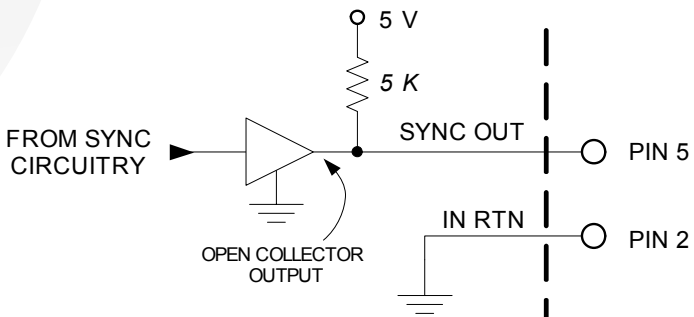 5 V
5 K
FROM SYNC
CIRCUITRY
SYNC OUT
PIN 5
IN RTN
PIN 2
OPEN COLLECTOR
OUTPUT